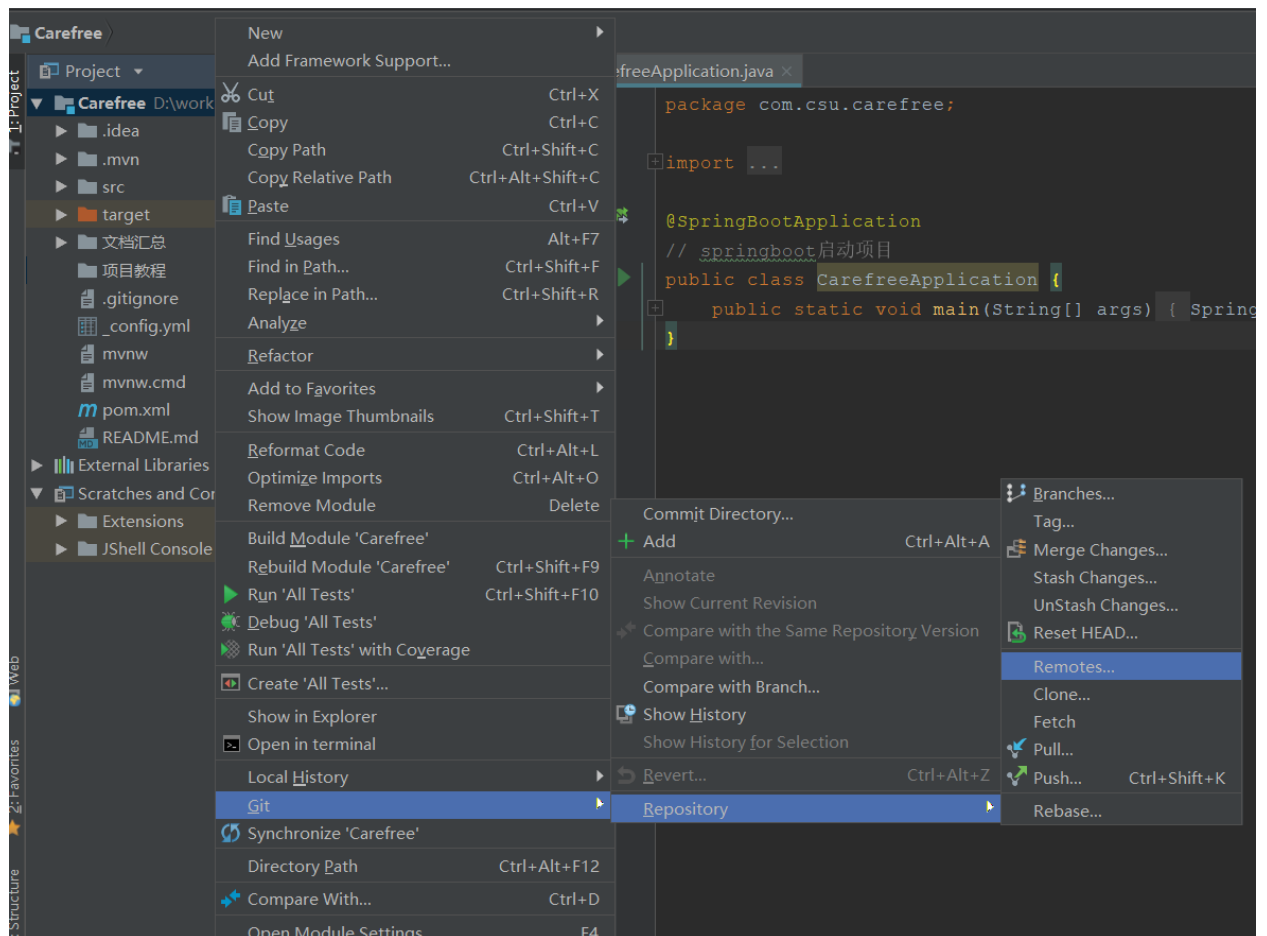 Carefree
Project
1: Project
Carefree D:\work
.idea
.mvn
src
target
文档汇总
项目教程
.gitignore
_config.yml
mvnw
mvnw.cmd
pom.xml
README.md
External Libraries
Scratches and Con
Extensions
JShell Console
Web
2: Favorites
Structure
New
Add Framework Support...
Cut Ctrl+X
Copy Ctrl+C
Copy Path Ctrl+Shift+C
Copy Relative Path Ctrl+Alt+Shift+C
Paste Ctrl+V
Find Usages Alt+F7
Find in Path... Ctrl+Shift+F
Replace in Path... Ctrl+Shift+R
Analyze
Refactor
Add to Favorites
Show Image Thumbnails Ctrl+Shift+T
Reformat Code Ctrl+Alt+L
Optimize Imports Ctrl+Alt+O
Remove Module Delete
Build Module 'Carefree'
Rebuild Module 'Carefree' Ctrl+Shift+F9
Run 'All Tests' Ctrl+Shift+F10
Debug 'All Tests'
Run 'All Tests' with Coverage
Create 'All Tests'...
Show in Explorer
Open in terminal
Local History
Git
Synchronize 'Carefree'
Directory Path Ctrl+Alt+F12
Compare With... Ctrl+D
Open Module Settings F4
efreeApplication.java
package com.csu.carefree;
import ...
@SpringBootApplication
// springboot启动项目
public class CarefreeApplication {
public static void main(String[] args) { Spring
}
Commit Directory...
Add Ctrl+Alt+A
Annotate
Show Current Revision
Compare with the Same Repository Version
Compare with...
Compare with Branch...
Show History
Show History for Selection
Revert... Ctrl+Alt+Z
Repository
Branches...
Tag...
Merge Changes...
Stash Changes...
UnStash Changes...
Reset HEAD...
Remotes...
Clone...
Fetch
Pull...
Push... Ctrl+Shift+K
Rebase...